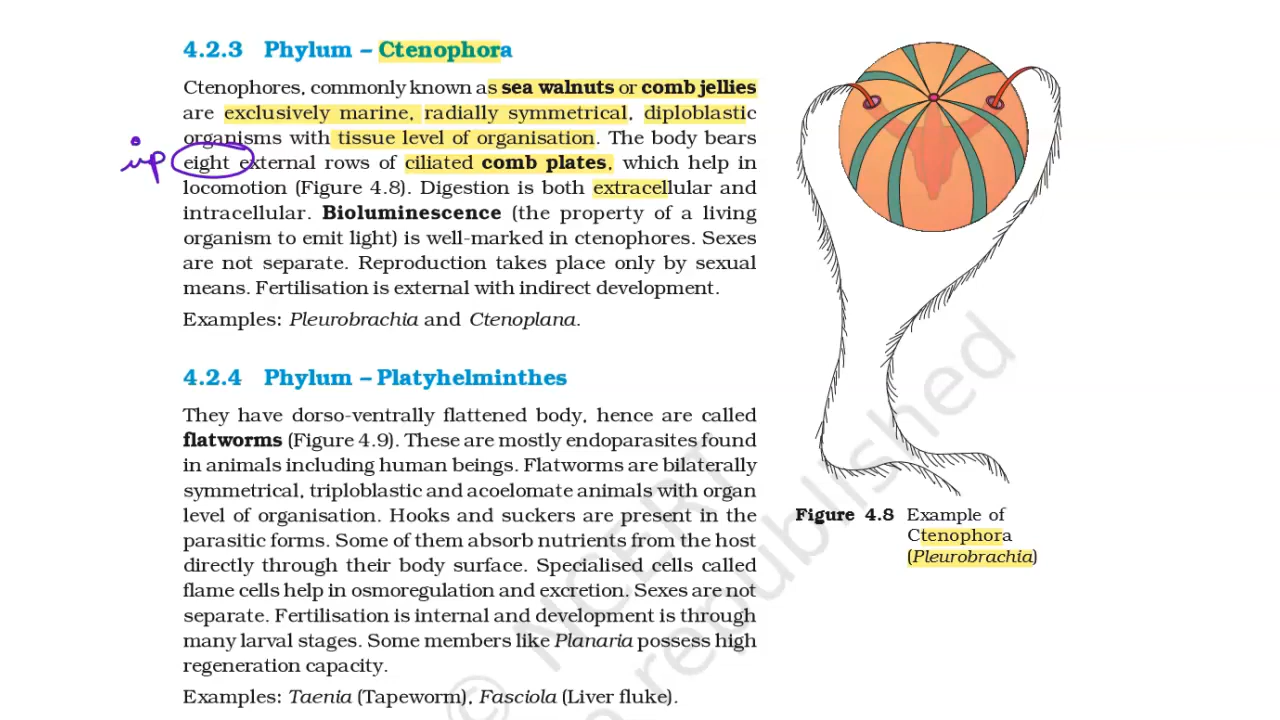 4.2.3 Phylum – Ctenophora
Ctenophores, commonly known as sea walnuts or comb jellies
are exclusively marine, radially symmetrical, diploblastic
organisms with tissue level of organisation. The body bears
imp eight external rows of ciliated comb plates, which help in
locomotion (Figure 4.8). Digestion is both extracellular and
intracellular. Bioluminescence (the property of a living
organism to emit light) is well-marked in ctenophores. Sexes
are not separate. Reproduction takes place only by sexual
means. Fertilisation is external with indirect development.
Examples: Pleurobrachia and Ctenoplana.
4.2.4 Phylum – Platyhelminthes
They have dorso-ventrally flattened body, hence are called
flatworms (Figure 4.9). These are mostly endoparasites found
in animals including human beings. Flatworms are bilaterally
symmetrical, triploblastic and acoelomate animals with organ
level of organisation. Hooks and suckers are present in the
parasitic forms. Some of them absorb nutrients from the host
directly through their body surface. Specialised cells called
flame cells help in osmoregulation and excretion. Sexes are not
separate. Fertilisation is internal and development is through
many larval stages. Some members like Planaria possess high
regeneration capacity.
Examples: Taenia (Tapeworm), Fasciola (Liver fluke).
Figure 4.8 Example of
Ctenophora
(Pleurobrachia)
© NCERT
republished